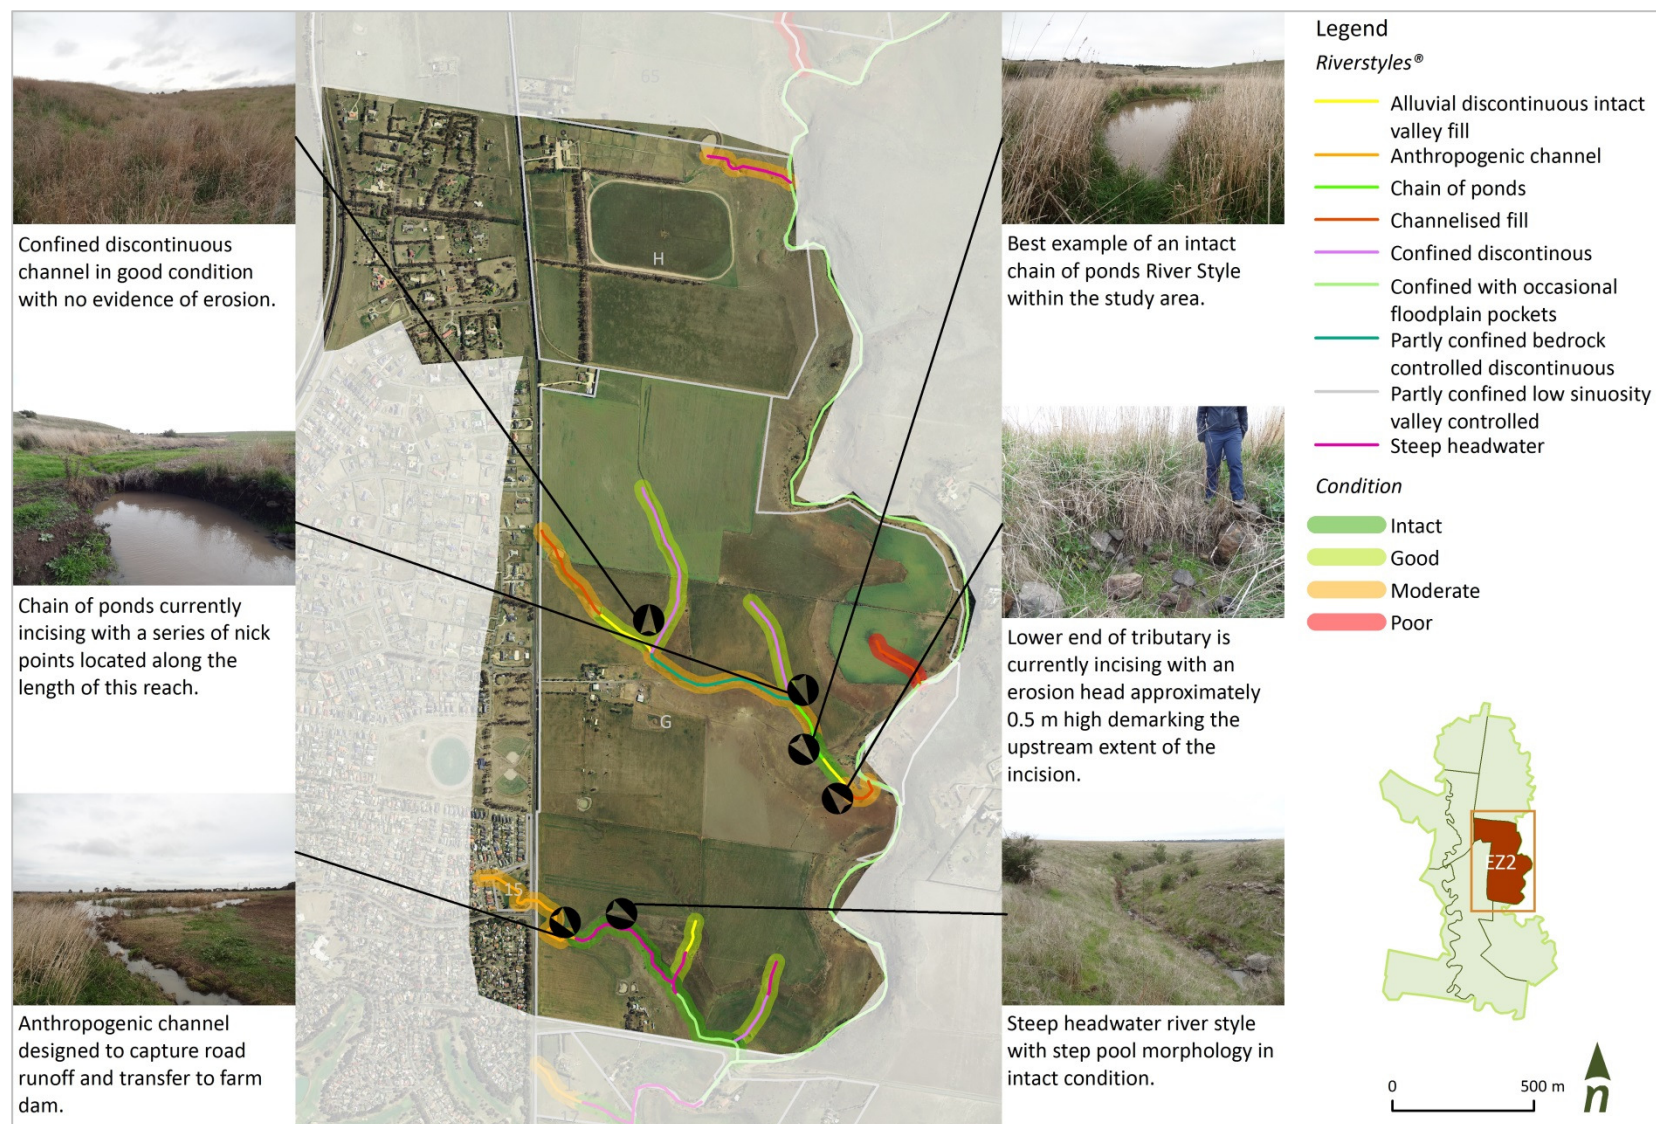 Confined discontinuous
channel in good condition
with no evidence of erosion.
Chain of ponds currently
incising with a series of nick
points located along the
length of this reach.
Anthropogenic channel
designed to capture road
runoff and transfer to farm
dam.
65
H
G
15
Best example of an intact
chain of ponds River Style
within the study area.
Lower end of tributary is
currently incising with an
erosion head approximately
0.5 m high demarking the
upstream extent of the
incision.
Steep headwater river style
with step pool morphology in
intact condition.
Legend
Riverstyles®
Alluvial discontinuous intact
valley fill
Anthropogenic channel
Chain of ponds
Channelised fill
Confined discontinous
Confined with occasional
floodplain pockets
Partly confined bedrock
controlled discontinuous
Partly confined low sinuosity
valley controlled
Steep headwater
Condition
Intact
Good
Moderate
Poor
EZ2
0 500 m
n